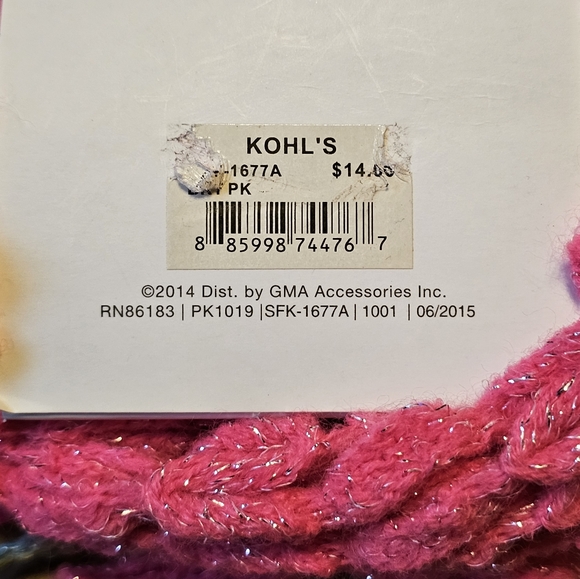 KOHL'S
-1677A $14.00
PK
8 85998 74476 7
©2014 Dist. by GMA Accessories Inc.
RN86183 | PK1019 |SFK-1677A | 1001 | 06/2015